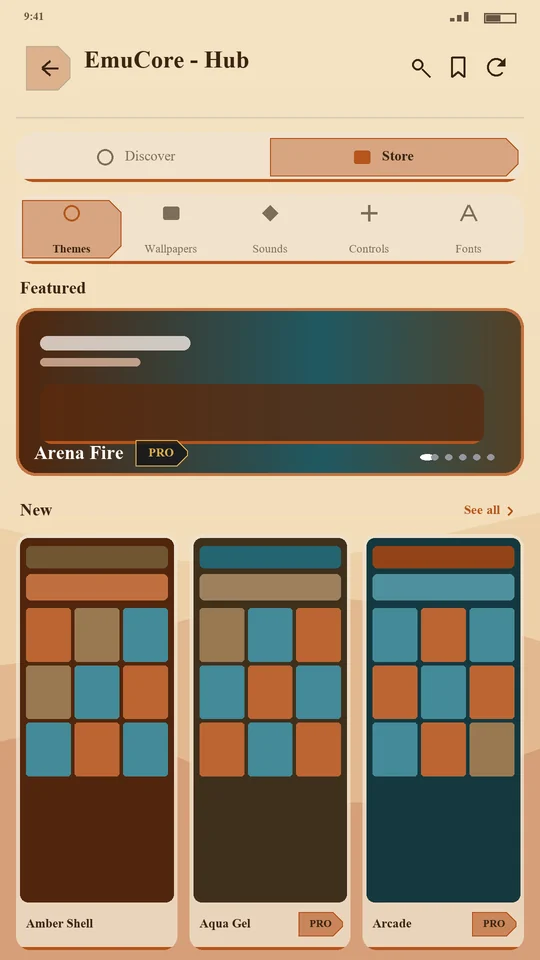 9:41
EmuCore - Hub
Discover
Store
Themes
Wallpapers
Sounds
Controls
Fonts
Featured
Arena Fire
PRO
New
See all
Amber Shell
Aqua Gel
PRO
Arcade
PRO